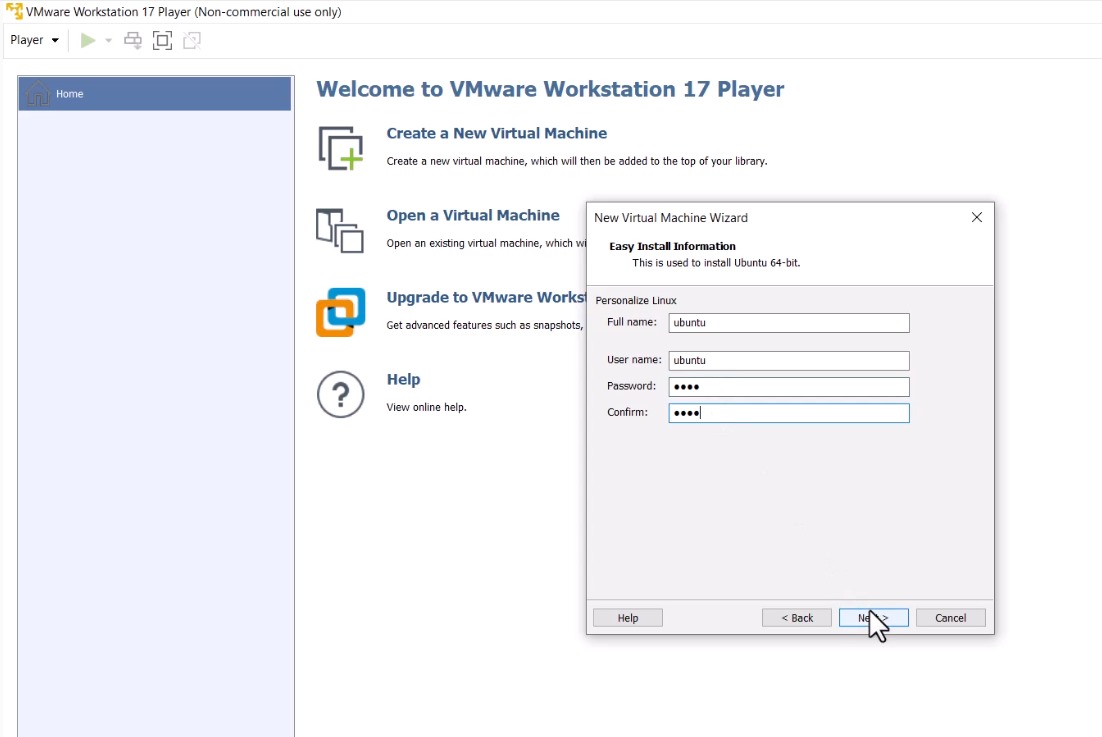 VMware Workstation 17 Player (Non-commercial use only)
Player
Home
Welcome to VMware Workstation 17 Player
Create a New Virtual Machine
Create a new virtual machine, which will then be added to the top of your library.
Open a Virtual Machine
Open an existing virtual machine, which wi
Upgrade to VMware Works
Get advanced features such as snapshots,
?
Help
View online help.
New Virtual Machine Wizard
Easy Install Information
This is used to install Ubuntu 64-bit.
Personalize Linux
Full name: ubuntu
User name: ubuntu
Password: ●●●●
Confirm: ●●●●
Help
< Back
Cancel